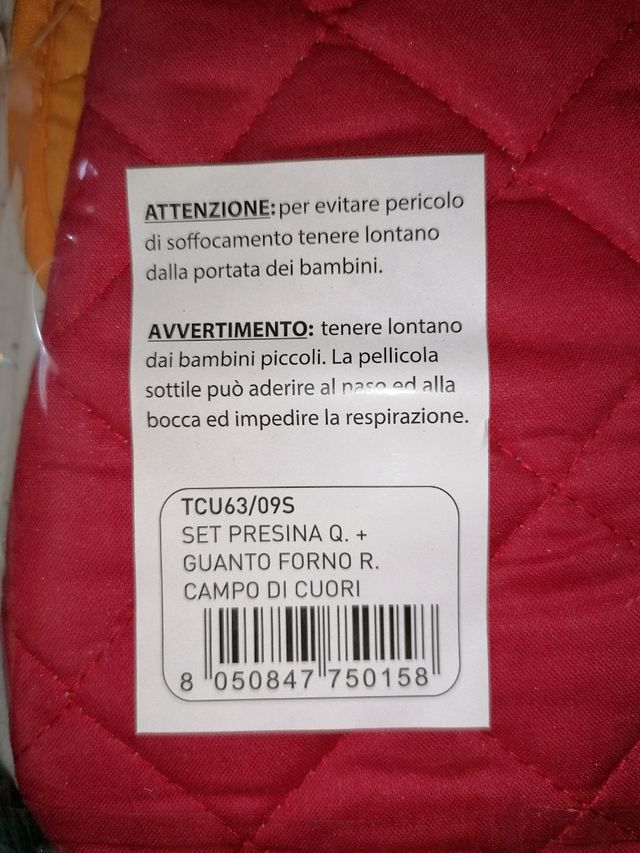 ATTENZIONE: per evitare pericolo
di soffocamento tenere lontano
dalla portata dei bambini.
AVVERTIMENTO: tenere lontano
dai bambini piccoli. La pellicola
sottile può aderire al naso ed alla
bocca ed impedire la respirazione.
TCU63/09S
SET PRESINA Q. +
GUANTO FORNO R.
CAMPO DI CUORI
8 050847 750158